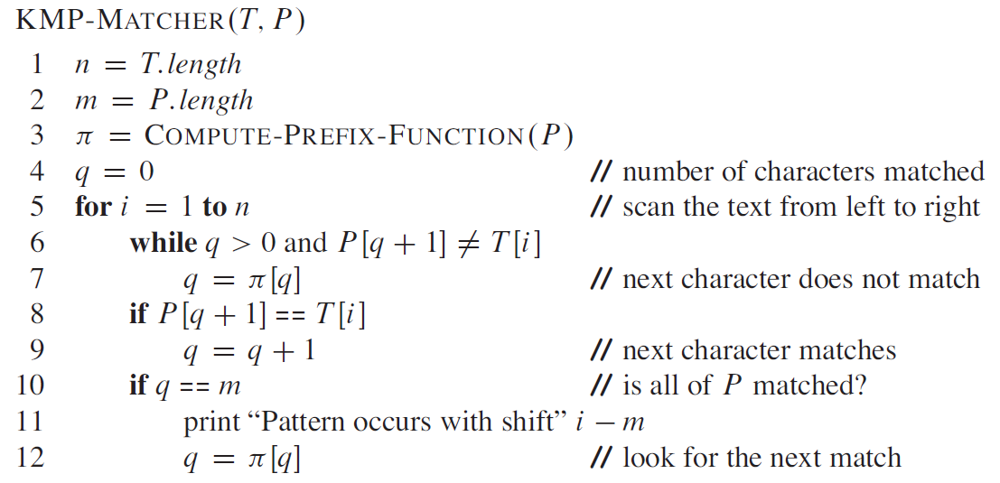 KMP-MATCHER(T, P)
1 n = T.length
2 m = P.length
3 π = COMPUTE-PREFIX-FUNCTION(P)
4 q = 0 // number of characters matched
5 for i = 1 to n // scan the text from left to right
6 while q > 0 and P[q + 1] ≠ T[i]
7 q = π[q] // next character does not match
8 if P[q + 1] == T[i]
9 q = q + 1 // next character matches
10 if q == m // is all of P matched?
11 print “Pattern occurs with shift” i − m
12 q = π[q] // look for the next match